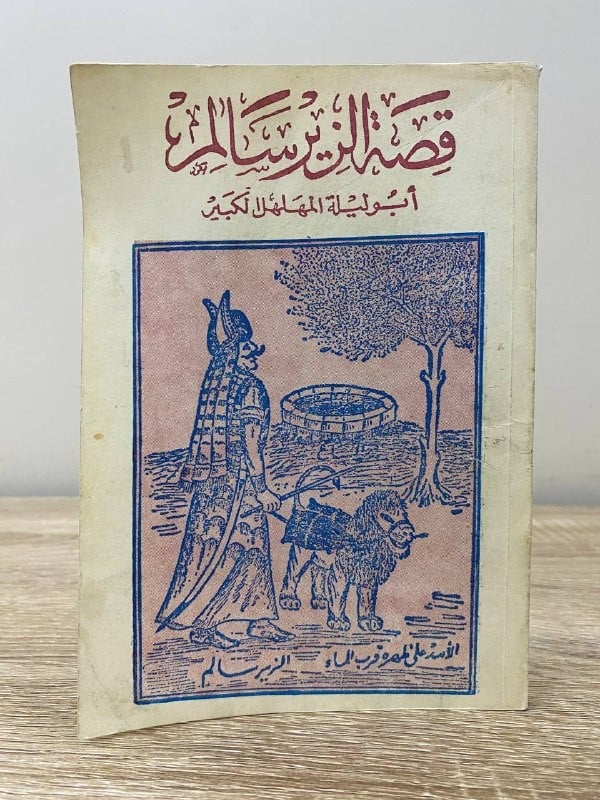 قصة الزير سالم
أبو ليلة المهلهل الكبير
الأسد على ظهره قرب الماء
الزير سالم